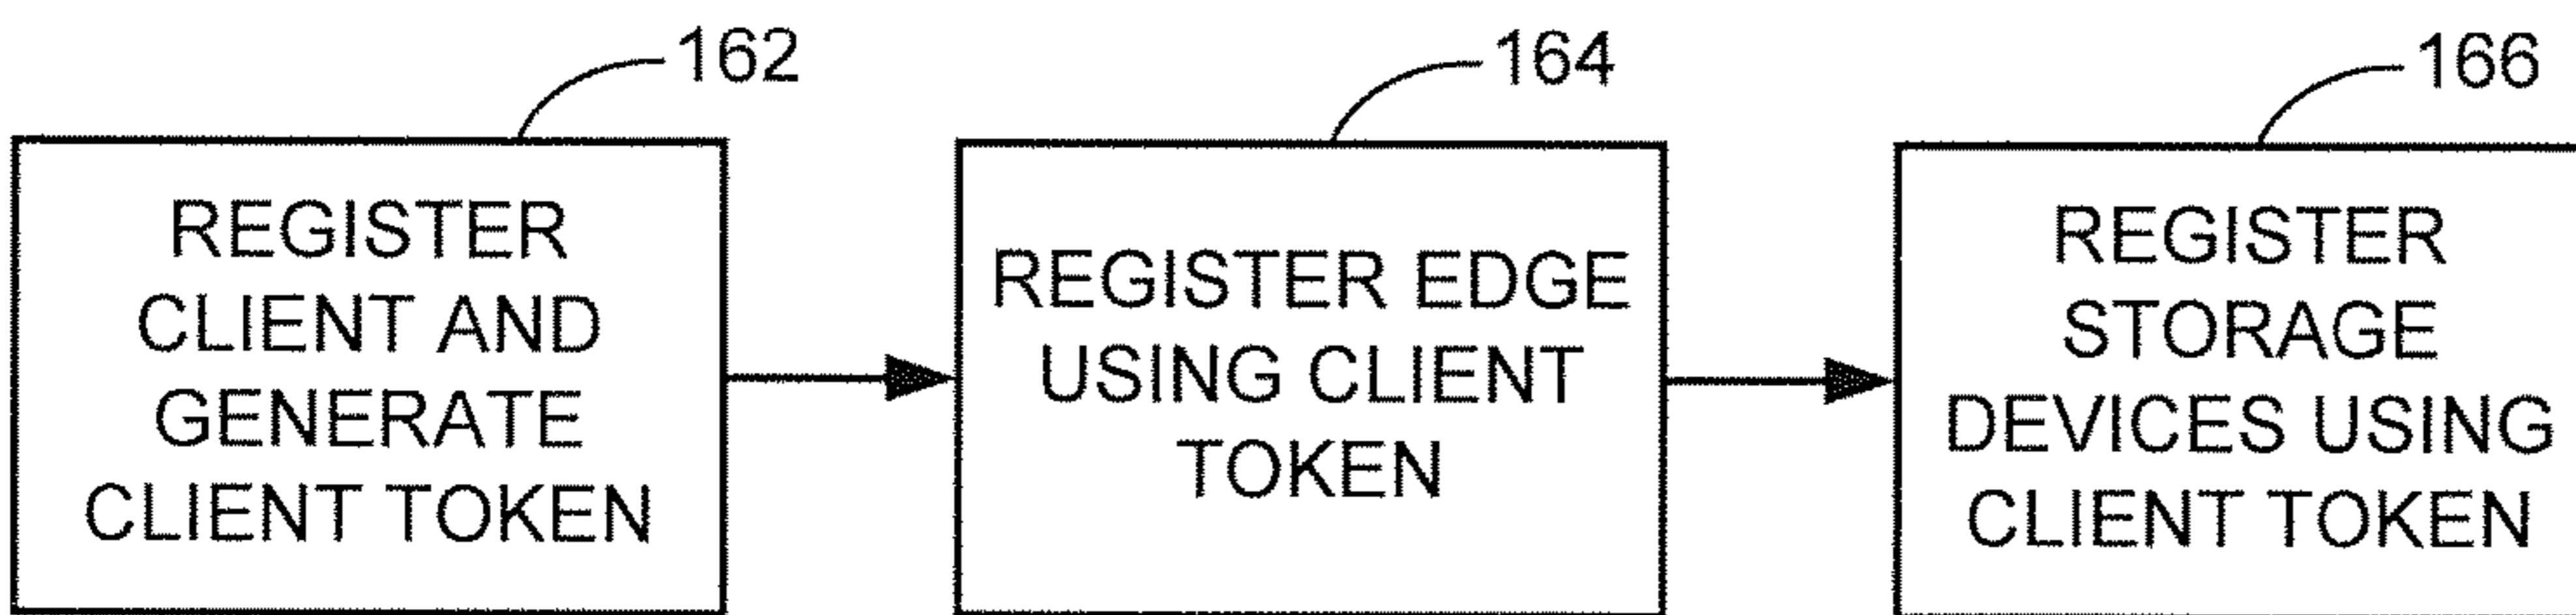 162
164
166
REGISTER
CLIENT AND
GENERATE
CLIENT TOKEN
REGISTER EDGE
USING CLIENT
TOKEN
REGISTER
STORAGE
DEVICES USING
CLIENT TOKEN